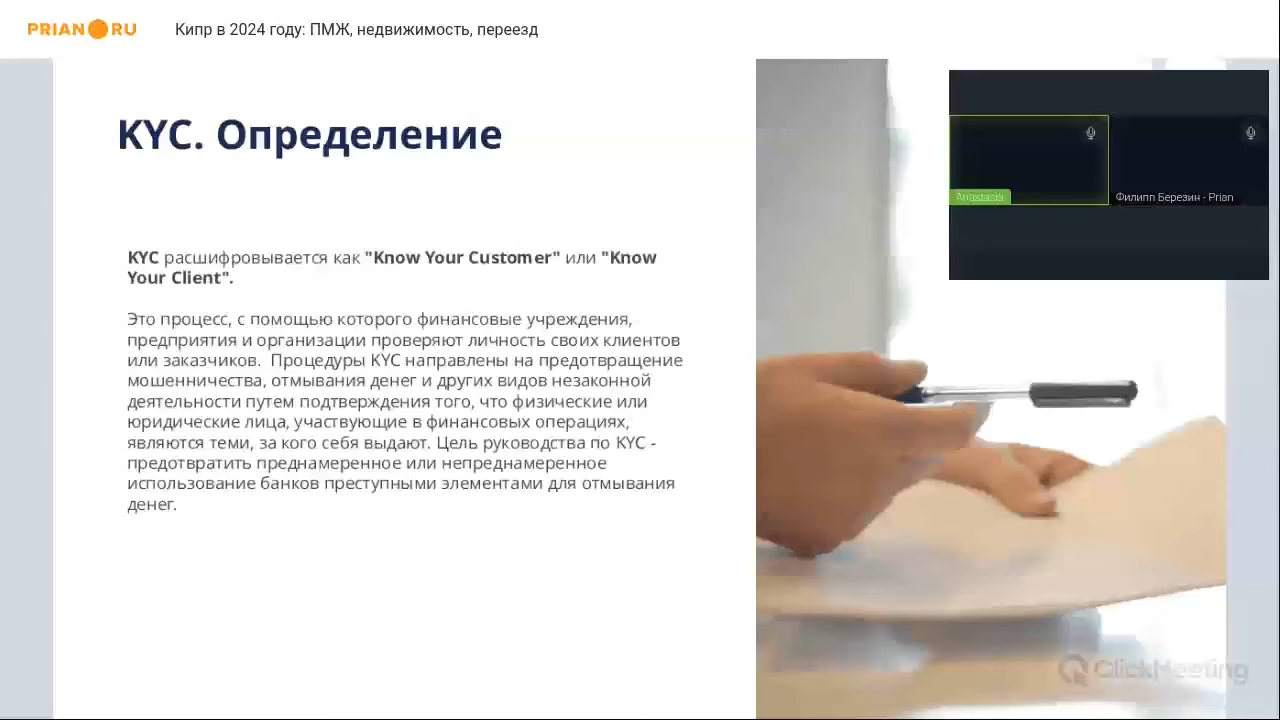 PRIAN RU
Кипр в 2024 году: ПМЖ, недвижимость, переезд
KYC. Определение
KYC расшифровывается как "Know Your Customer" или "Know
Your Client".
Это процесс, с помощью которого финансовые учреждения,
предприятия и организации проверяют личность своих клиентов
или заказчиков. Процедуры KYC направлены на предотвращение
мошенничества, отмывания денег и других видов незаконной
деятельности путем подтверждения того, что физические или
юридические лица, участвующие в финансовых операциях,
являются теми, за кого себя выдают. Цель руководства по KYC -
предотвратить преднамеренное или непреднамеренное
использование банков преступными элементами для отмывания
денег.
Anastasia
Филипп Березин - Prian
ClickMeeting